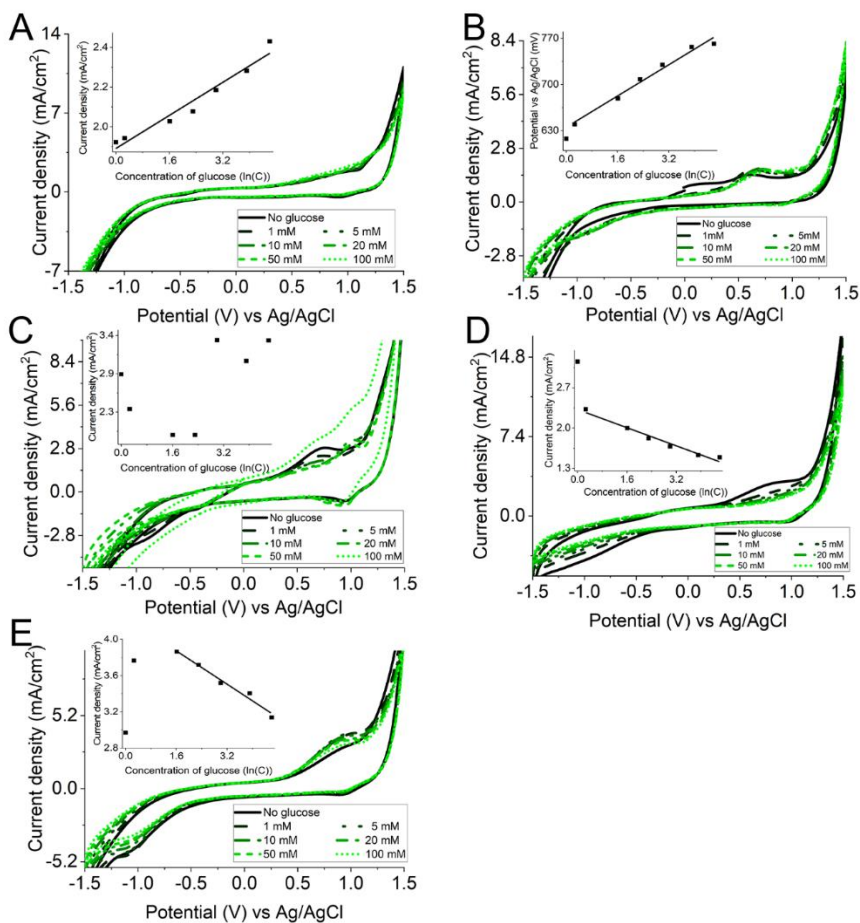 A
14
7
0
-7
Current density (mA/cm²)
2.4
2.2
2.0
Current density (mA/cm²)
0.0 1.6 3.2
Concentration of glucose (ln(C))
No glucose
1 mM 5 mM
10 mM 20 mM
50 mM 100 mM
-1.5 -1.0 -0.5 0.0 0.5 1.0 1.5
Potential (V) vs Ag/AgCl
B
8.4
5.6
2.8
0.0
-2.8
Current density (mA/cm²)
770
700
630
Potential vs Ag/AgCl (mV)
0.0 1.6 3.2
Concentration of glucose (ln(C))
No glucose
1mM 5mM
10 mM 20 mM
50 mM 100 mM
-1.5 -1.0 -0.5 0.0 0.5 1.0 1.5
Potential (V) vs Ag/AgCl
C
8.4
5.6
2.8
0.0
-2.8
Current density (mA/cm²)
3.4
2.9
2.3
Current density (mA/cm²)
0.0 1.6 3.2
Concentration of glucose (ln(C))
No glucose
1 mM 5 mM
10 mM 20 mM
50 mM 100 mM
-1.5 -1.0 -0.5 0.0 0.5 1.0 1.5
Potential (V) vs Ag/AgCl
D
14.8
7.4
0.0
Current density (mA/cm²)
2.7
2.0
1.3
Current density (mA/cm²)
0.0 1.6 3.2
Concentration of glucose (ln(C))
No glucose
1 mM 5 mM
10 mM 20 mM
50 mM 100 mM
-1.5 -1.0 -0.5 0.0 0.5 1.0 1.5
Potential (V) vs Ag/AgCl
E
5.2
0.0
-5.2
Current density (mA/cm²)
4.0
3.6
3.2
2.8
Current density (mA/cm²)
0.0 1.6 3.2
Concentration of glucose (ln(C))
No glucose
1 mM 5 mM
10 mM 20 mM
50 mM 100 mM
-1.5 -1.0 -0.5 0.0 0.5 1.0 1.5
Potential (V) vs Ag/AgCl